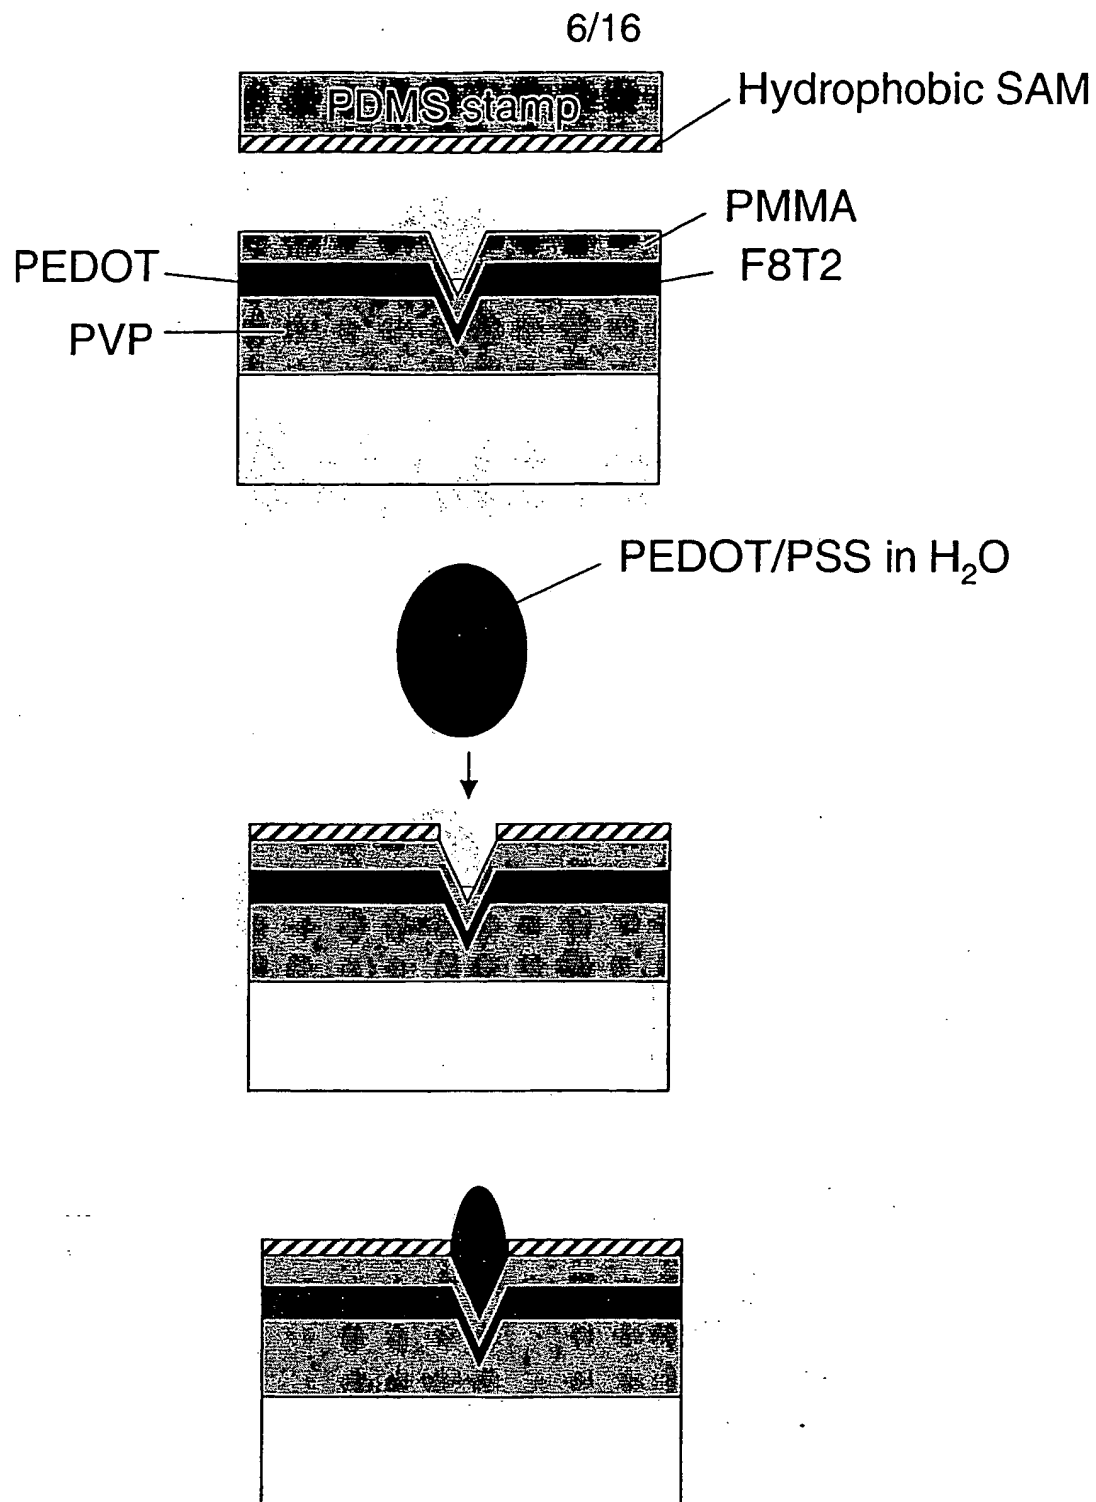 6/16
PDMS stamp
Hydrophobic SAM
PMMA
PEDOT
F8T2
PVP
PEDOT/PSS in H₂O